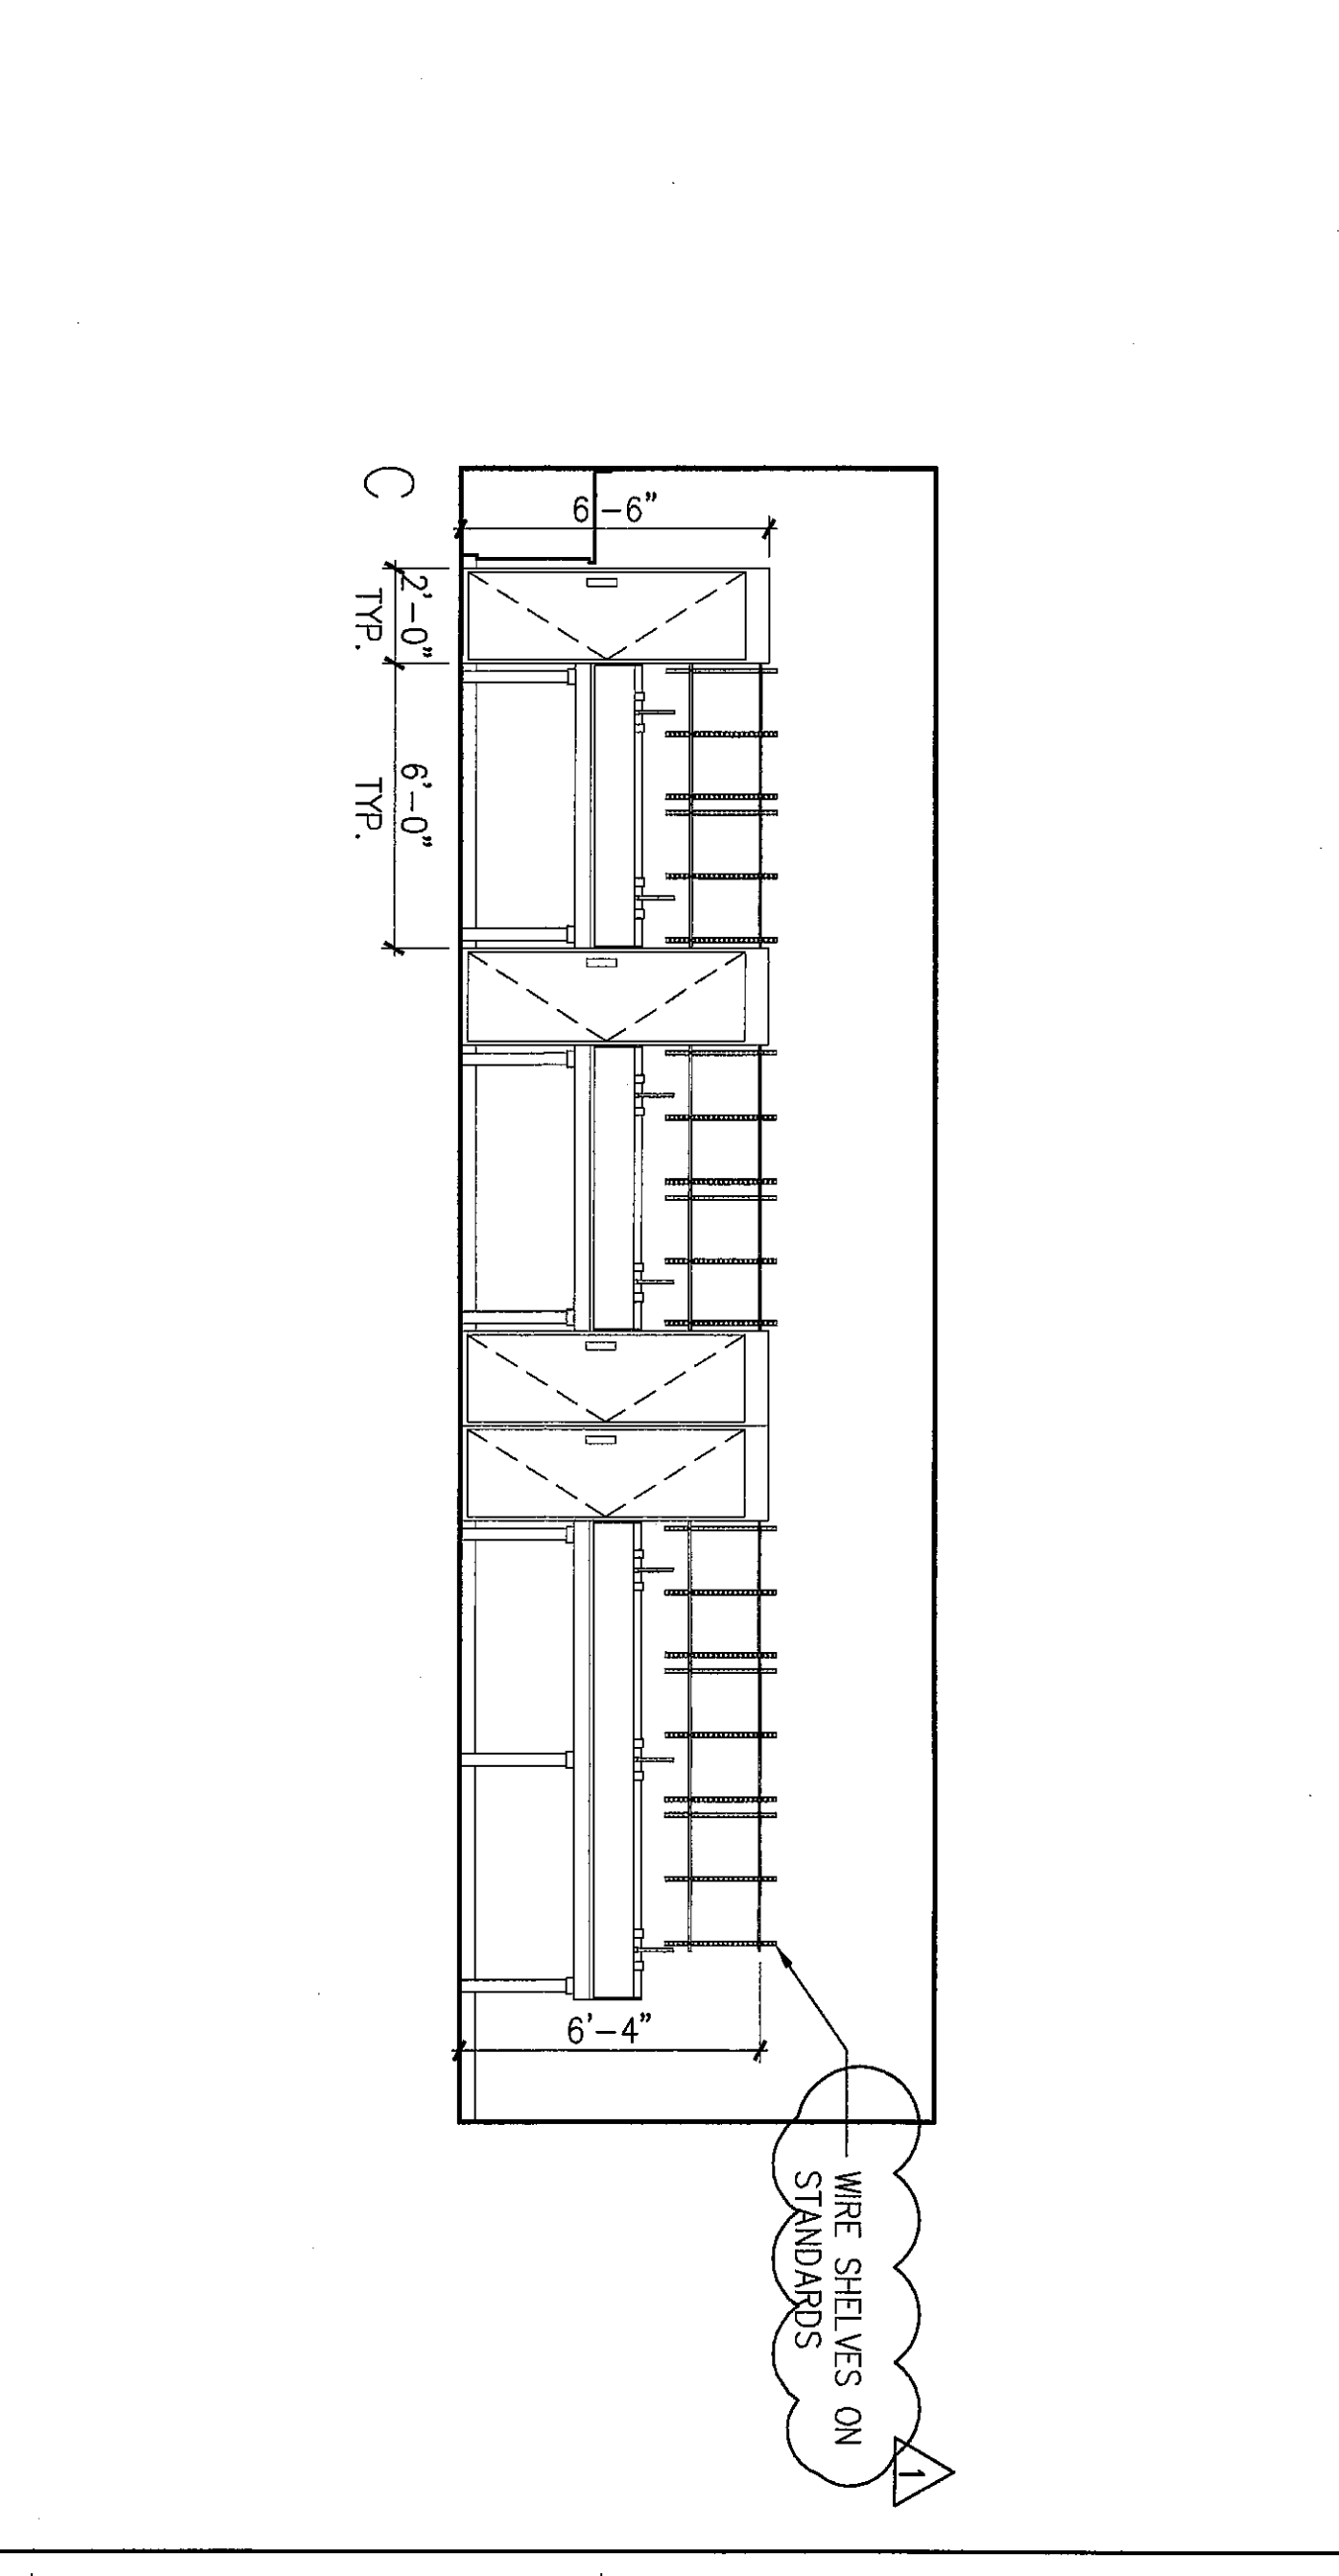 WIRE SHELVES ON
STANDARDS
1
6'-6"
6'-4"
2'-0"
TYP.
6'-0"
TYP.
C